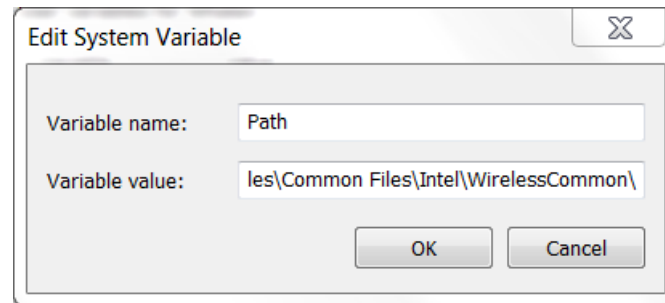 Edit System Variable
Variable name: Path
Variable value: les\Common Files\Intel\WirelessCommon\
OK Cancel